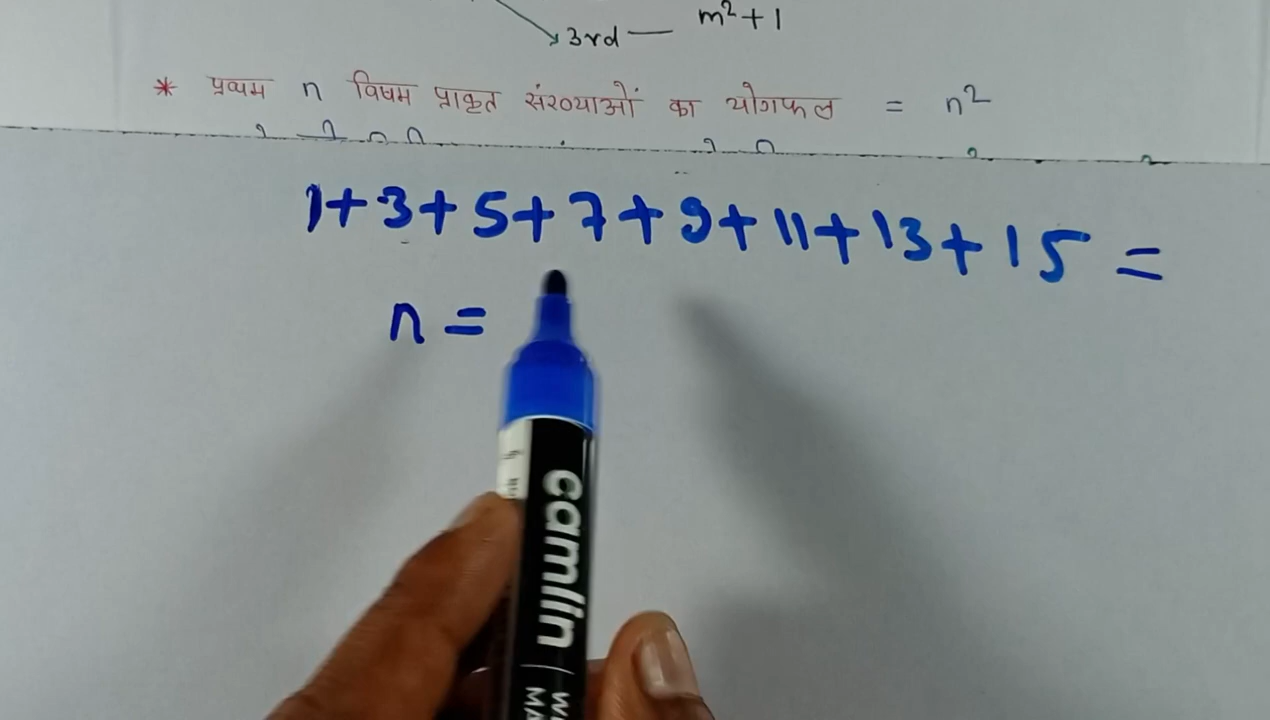 3rd — m²+1
* प्रथम n विषम प्राकृत संख्याओं का योगफल = n²
1+3+5+7+9+11+13+15=
n=
camlin